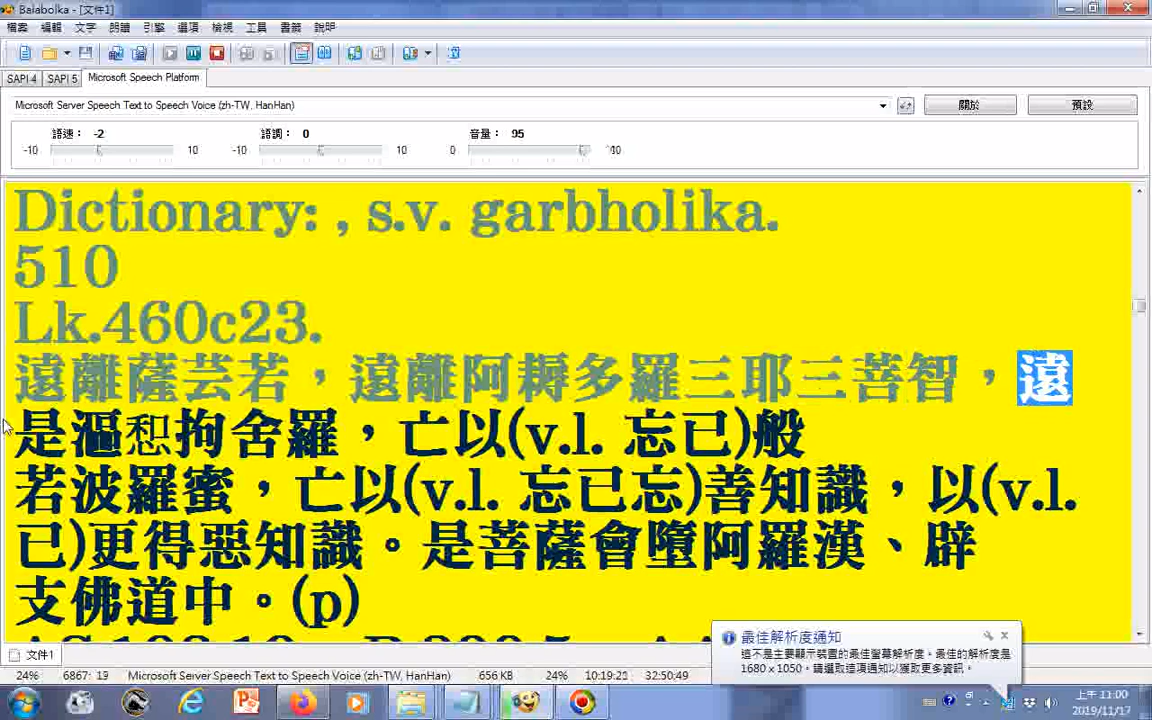 Balabolka - [文件1]
檔案 編輯 文字 朗讀 引擎 選項 檢視 工具 書籤 說明
SAPI 4 SAPI 5 Microsoft Speech Platform
Microsoft Server Speech Text to Speech Voice (zh-TW, HanHan) 關於 預設
語速： -2 語調： 0 音量： 95
-10 10 -10 10 0 100
Dictionary: , s.v. garbholika.
510
Lk.460c23.
遠離薩芸若，遠離阿耨多羅三耶三菩智，遠
是漚惒拘舍羅，亡以(v.l. 忘已)般
若波羅蜜，亡以(v.l. 忘已忘)善知識，以(v.l.
已)更得惡知識。是菩薩會墮阿羅漢、辟
支佛道中。(p)
最佳解析度通知
這不是主要顯示裝置的最佳螢幕解析度。最佳的解析度是
1680 x 1050。請選取這項通知以獲取更多資訊。
文件1
24% 6867: 19 Microsoft Server Speech Text to Speech Voice (zh-TW, HanHan) 656 KB 24% 10:19:21 32:50:49
上午 11:00
2019/11/17